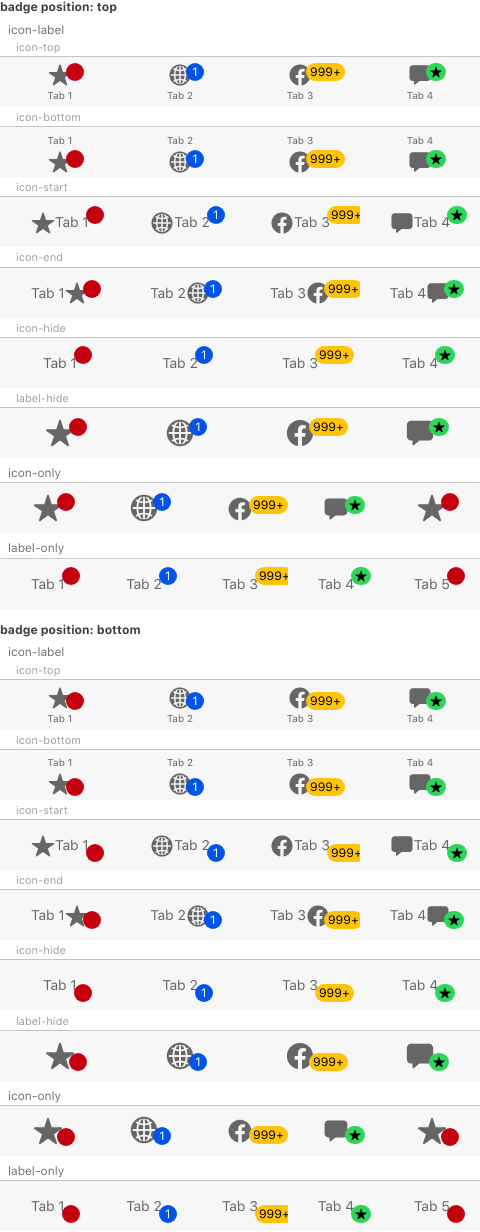 badge position: top
icon-label
icon-top
1 999+
Tab 1 Tab 2 Tab 3 Tab 4
icon-bottom
Tab 1 Tab 2 Tab 3 Tab 4
1 999+
icon-start
Tab 1 Tab 2 1 Tab 3 999+ Tab 4
icon-end
Tab 1 Tab 2 1 Tab 3 999+ Tab 4
icon-hide
Tab 1 Tab 2 1 Tab 3 999+ Tab 4
label-hide
1 999+
icon-only
1 999+
label-only
Tab 1 Tab 2 1 Tab 3 999+ Tab 4 Tab 5
badge position: bottom
icon-label
icon-top
1 999+
Tab 1 Tab 2 Tab 3 Tab 4
icon-bottom
Tab 1 Tab 2 Tab 3 Tab 4
1 999+
icon-start
Tab 1 Tab 2 1 Tab 3 999+ Tab 4
icon-end
Tab 1 Tab 2 1 Tab 3 999+ Tab 4
icon-hide
Tab 1 Tab 2 1 Tab 3 999+ Tab 4
label-hide
1 999+
icon-only
1 999+
label-only
Tab 1 Tab 2 1 Tab 3 999+ Tab 4 Tab 5